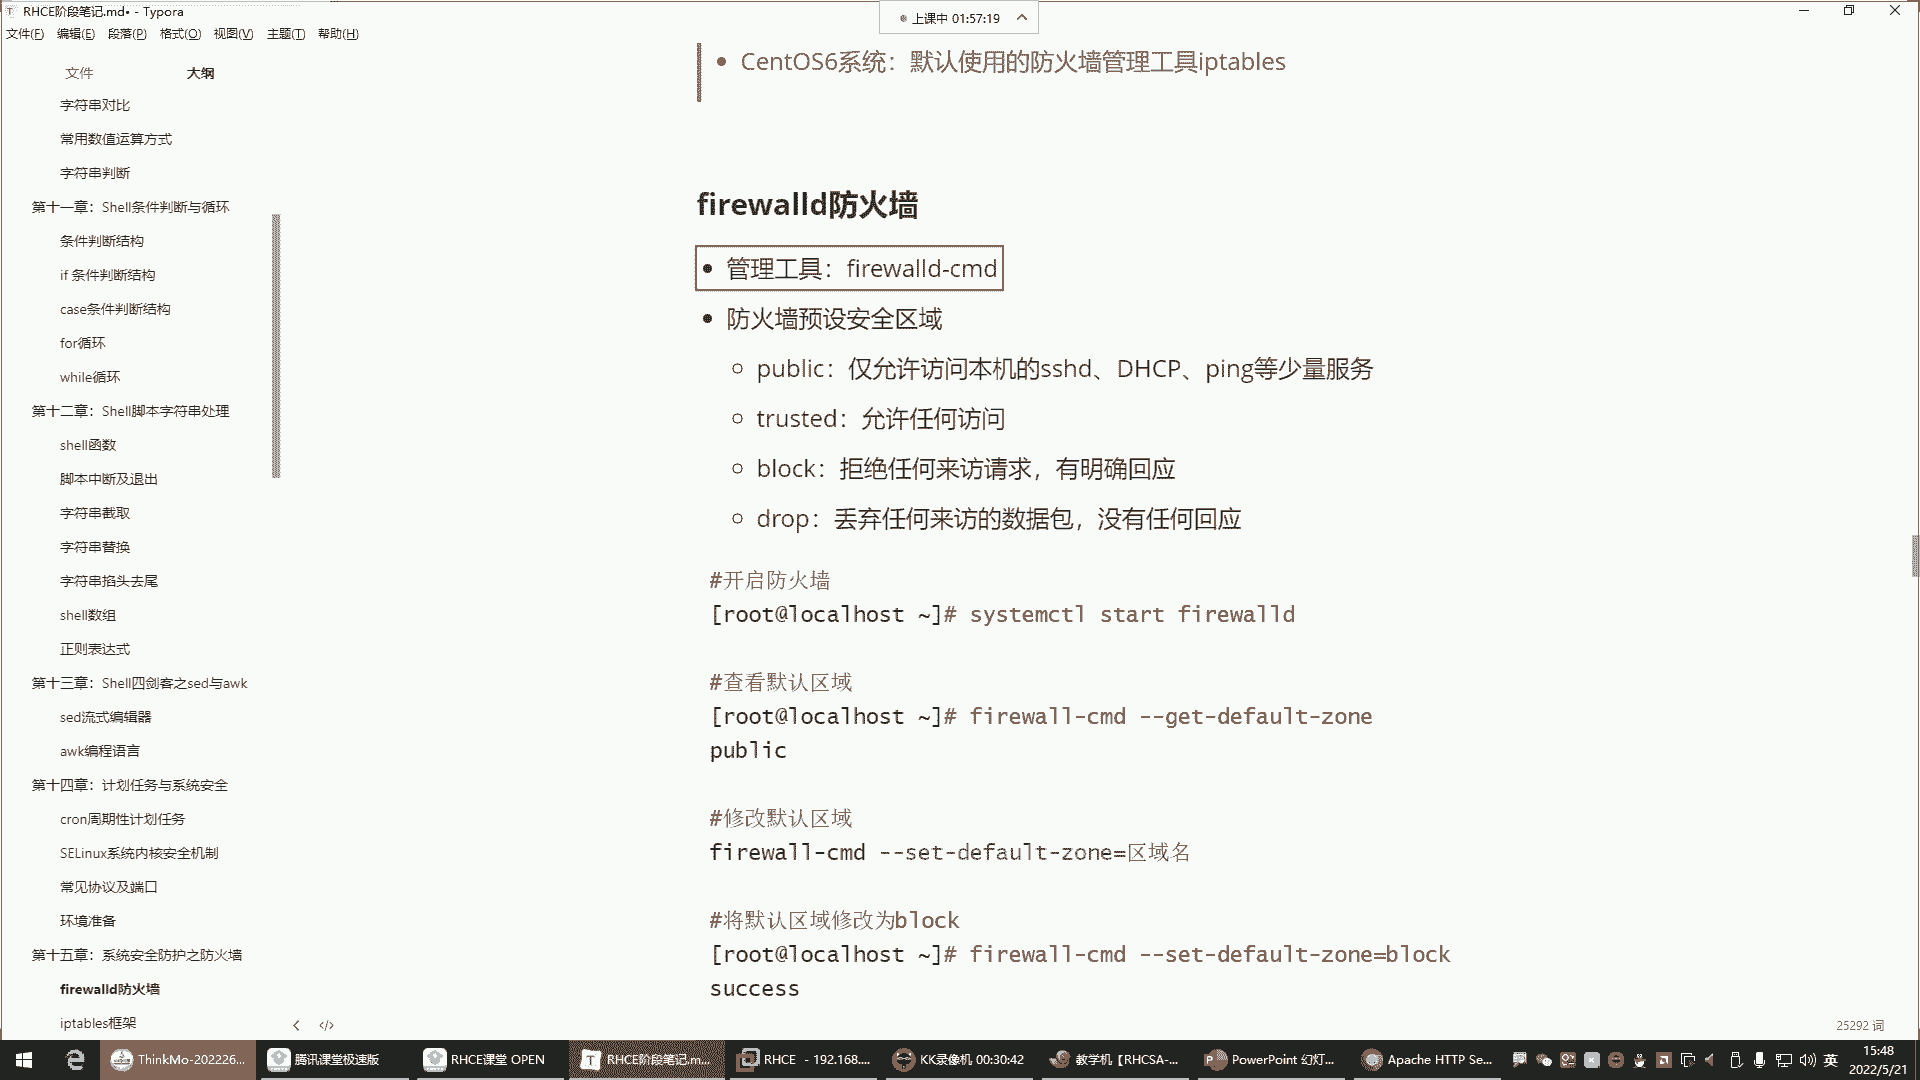 RHCE阶段笔记.md• - Typora
上课中 01:57:19
文件(F) 编辑(E) 段落(P) 格式(O) 视图(V) 主题(T) 帮助(H)
文件 大纲
字符串对比
常用数值运算方式
字符串判断
第十一章：Shell条件判断与循环
条件判断结构
if 条件判断结构
case条件判断结构
for循环
while循环
第十二章：Shell脚本字符串处理
shell函数
脚本中断及退出
字符串截取
字符串替换
字符串掐头去尾
shell数组
正则表达式
第十三章：Shell四剑客之sed与awk
sed流式编辑器
awk编程语言
第十四章：计划任务与系统安全
cron周期性计划任务
SELinux系统内核安全机制
常见协议及端口
环境准备
第十五章：系统安全防护之防火墙
firewalld防火墙
iptables框架
CentOS6系统：默认使用的防火墙管理工具iptables
firewalld防火墙
管理工具：firewalld-cmd
防火墙预设安全区域
public：仅允许访问本机的sshd、DHCP、ping等少量服务
trusted：允许任何访问
block：拒绝任何来访请求，有明确回应
drop：丢弃任何来访的数据包，没有任何回应
#开启防火墙
[root@localhost ~]# systemctl start firewalld
#查看默认区域
[root@localhost ~]# firewall-cmd --get-default-zone
public
#修改默认区域
firewall-cmd --set-default-zone=区域名
#将默认区域修改为block
[root@localhost ~]# firewall-cmd --set-default-zone=block
success
25292 词
ThinkMo-202226...
腾讯课堂极速版
RHCE课堂 OPEN
RHCE阶段笔记.m...
RHCE - 192.168....
KK录像机 00:30:42
教学机【RHCSA-...
PowerPoint 幻灯...
Apache HTTP Se...
英
15:48
2022/5/21